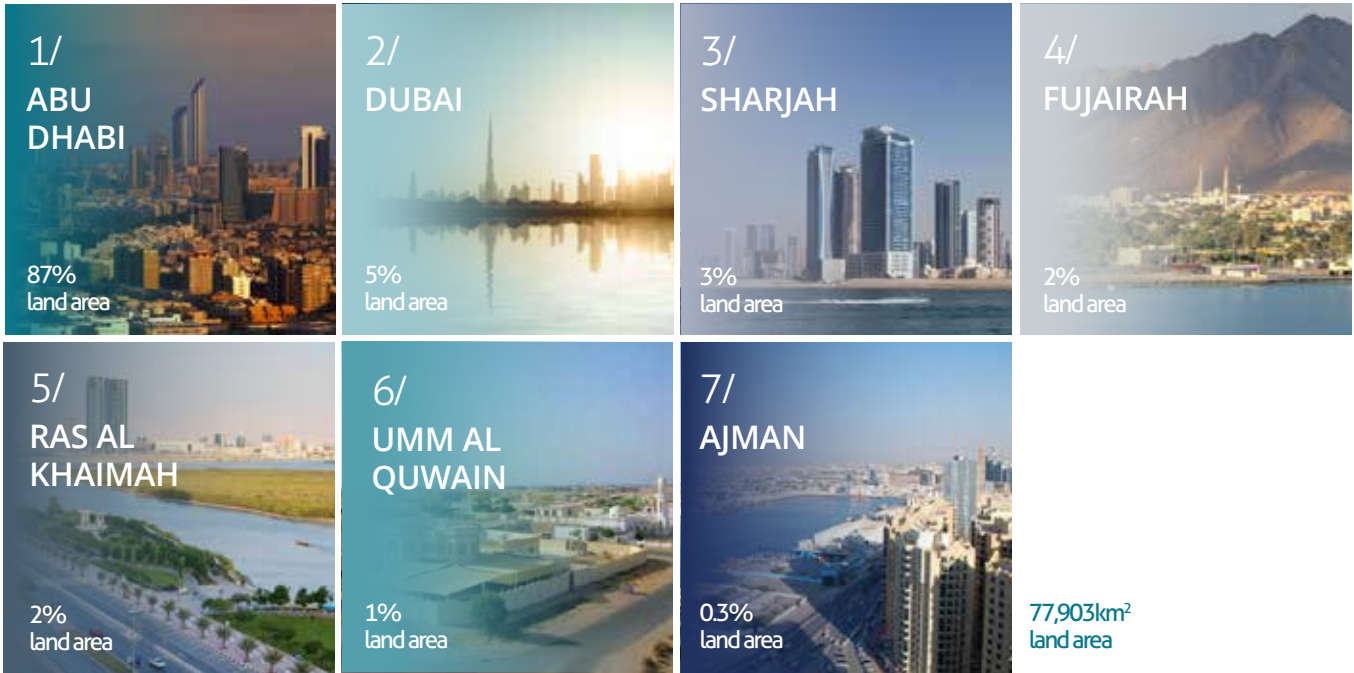 1/
ABU
DHABI
87%
land area
2/
DUBAI
5%
land area
3/
SHARJAH
3%
land area
4/
FUJAIRAH
2%
land area
5/
RAS AL
KHAIMAH
2%
land area
6/
UMM AL
QUWAIN
1%
land area
7/
AJMAN
0.3%
land area
77,903km²
land area